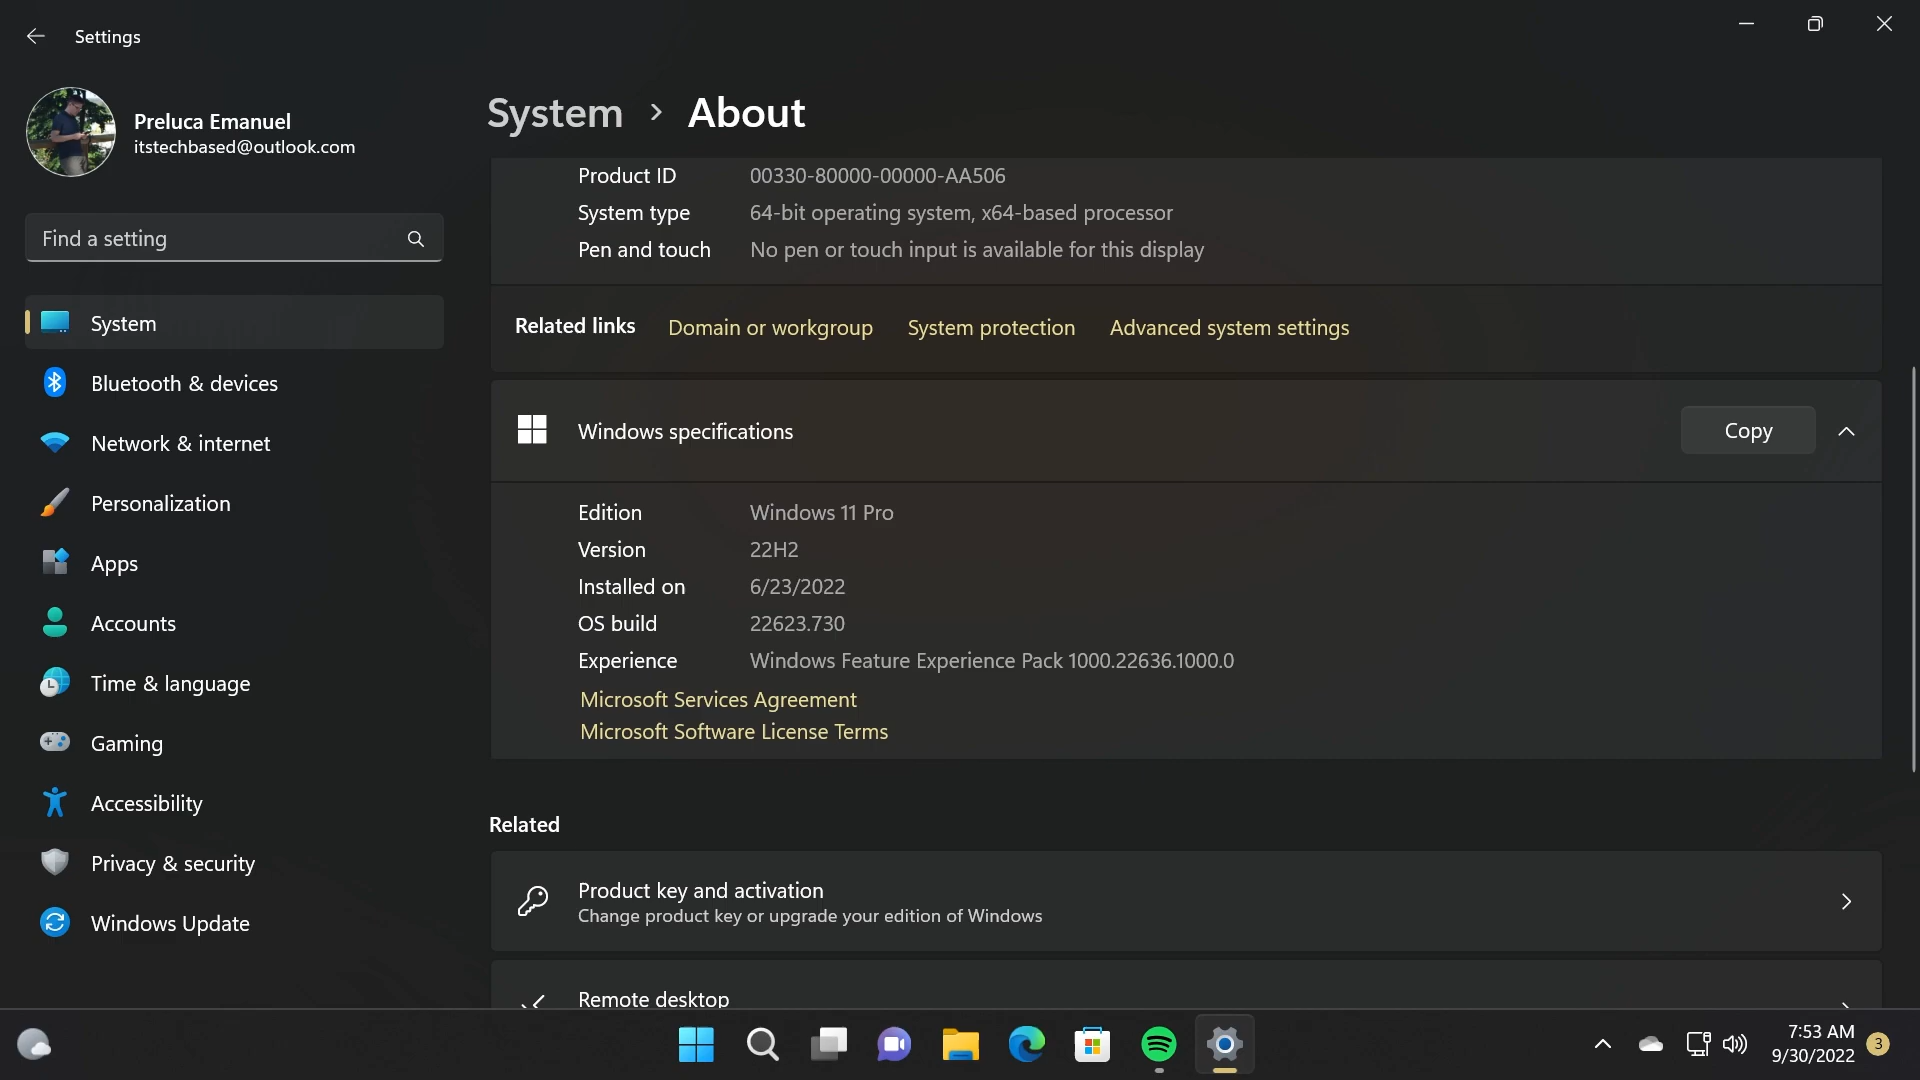 Settings
Preluca Emanuel
itstechbased@outlook.com
Find a setting
System
Bluetooth & devices
Network & internet
Personalization
Apps
Accounts
Time & language
Gaming
Accessibility
Privacy & security
Windows Update
System > About
Product ID 00330-80000-00000-AA506
System type 64-bit operating system, x64-based processor
Pen and touch No pen or touch input is available for this display
Related links Domain or workgroup System protection Advanced system settings
Windows specifications Copy
Edition Windows 11 Pro
Version 22H2
Installed on 6/23/2022
OS build 22623.730
Experience Windows Feature Experience Pack 1000.22636.1000.0
Microsoft Services Agreement
Microsoft Software License Terms
Related
Product key and activation
Change product key or upgrade your edition of Windows
Remote desktop
7:53 AM
9/30/2022
3